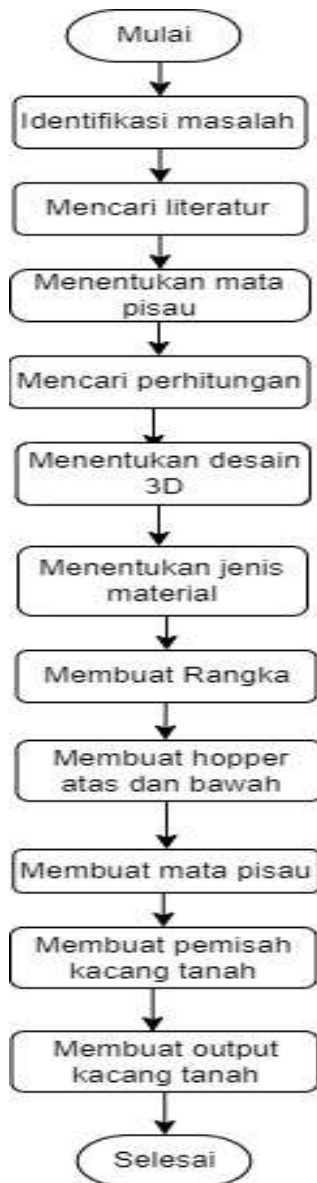 Mulai
Identifikasi masalah
Mencari literatur
Menentukan mata
pisau
Mencari perhitungan
Menentukan desain
3D
Menentukan jenis
material
Membuat Rangka
Membuat hopper
atas dan bawah
Membuat mata pisau
Membuat pemisah
kacang tanah
Membuat output
kacang tanah
Selesai